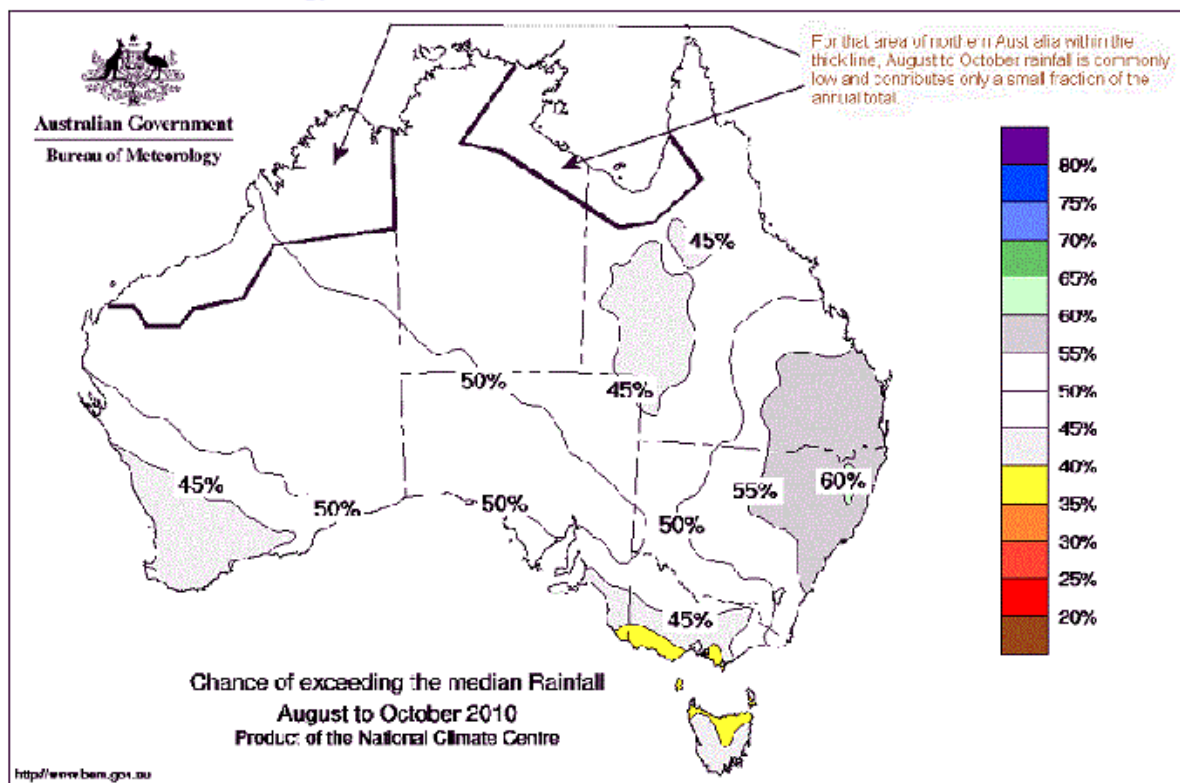 For that area of northern Australia within the
thick line, August to October rainfall is commonly
low and contributes only a small fraction of the
annual total.
Australian Government
Bureau of Meteorology
80%
75%
70%
65%
60%
55%
50%
45%
40%
35%
30%
25%
20%
45%
50%
45%
45%
50%
50%
50%
55%
60%
45%
Chance of exceeding the median Rainfall
August to October 2010
Product of the National Climate Centre
http://www.bom.gov.au